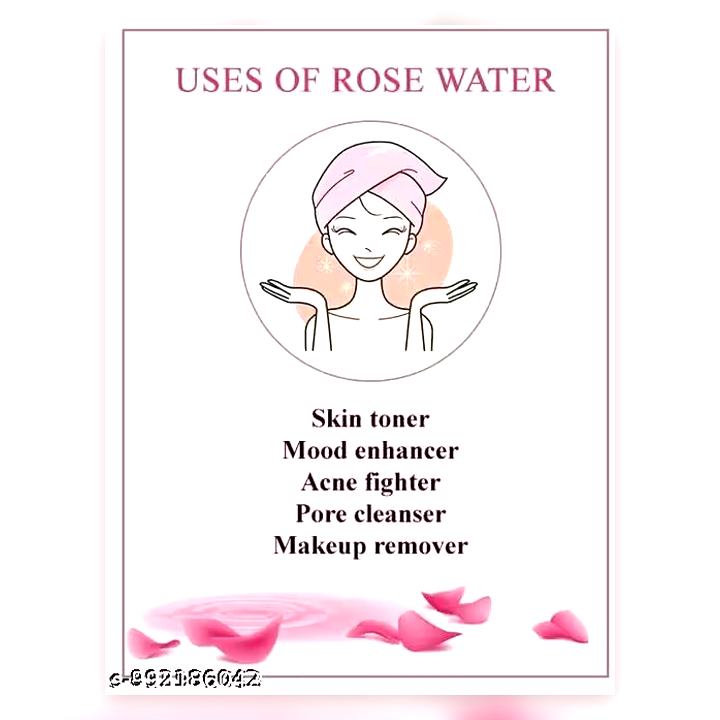 USES OF ROSE WATER
Skin toner
Mood enhancer
Acne fighter
Pore cleanser
Makeup remover